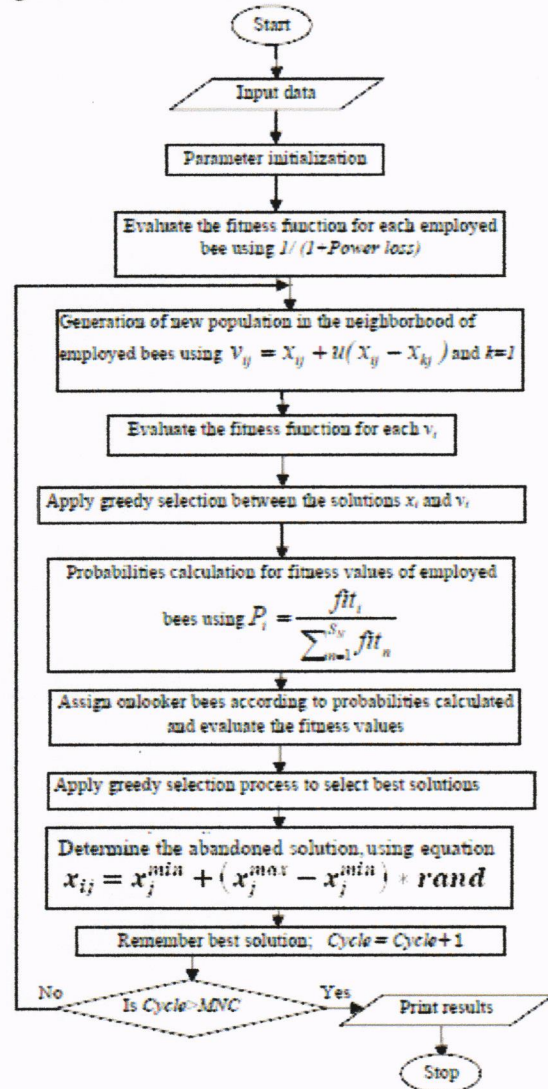 Start
Input data
Parameter initialization
Evaluate the fitness function for each employed
bee using 1/ (1+Power loss)
Generation of new population in the neighborhood of
employed bees using v_ij = x_ij + u( x_ij − x_kj ) and k=1
Evaluate the fitness function for each v_i
Apply greedy selection between the solutions x_i and v_i
Probabilities calculation for fitness values of employed
bees using P_i = fit_i / ∑_{m=1}^{S_N} fit_n
Assign onlooker bees according to probabilities calculated
and evaluate the fitness values
Apply greedy selection process to select best solutions
Determine the abandoned solution, using equation
x_ij = x_j^min + (x_j^max − x_j^min) * rand
Remember best solution; Cycle = Cycle+1
No
Is Cycle>MNC
Yes
Print results
Stop